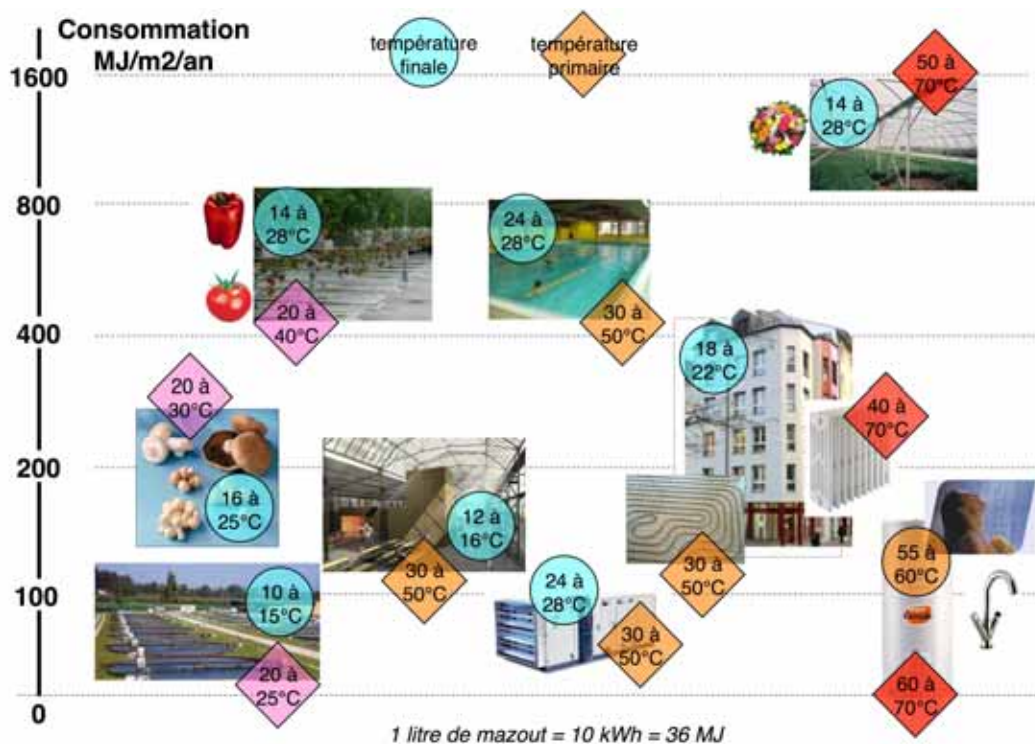 Consommation
MJ/m2/an
température
finale
température
primaire
1600
50 à
70°C
14 à
28°C
800
14 à
28°C
24 à
28°C
20 à
40°C
30 à
50°C
400
18 à
22°C
20 à
30°C
40 à
70°C
200
16 à
25°C
12 à
16°C
30 à
50°C
30 à
50°C
55 à
60°C
100
10 à
15°C
24 à
28°C
30 à
50°C
20 à
25°C
60 à
70°C
0
1 litre de mazout = 10 kWh = 36 MJ